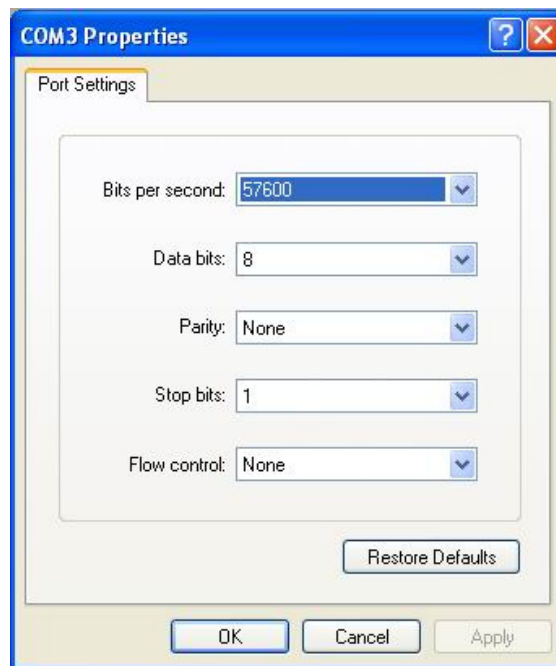 COM3 Properties
Port Settings
Bits per second: 57600
Data bits: 8
Parity: None
Stop bits: 1
Flow control: None
Restore Defaults
OK Cancel Apply